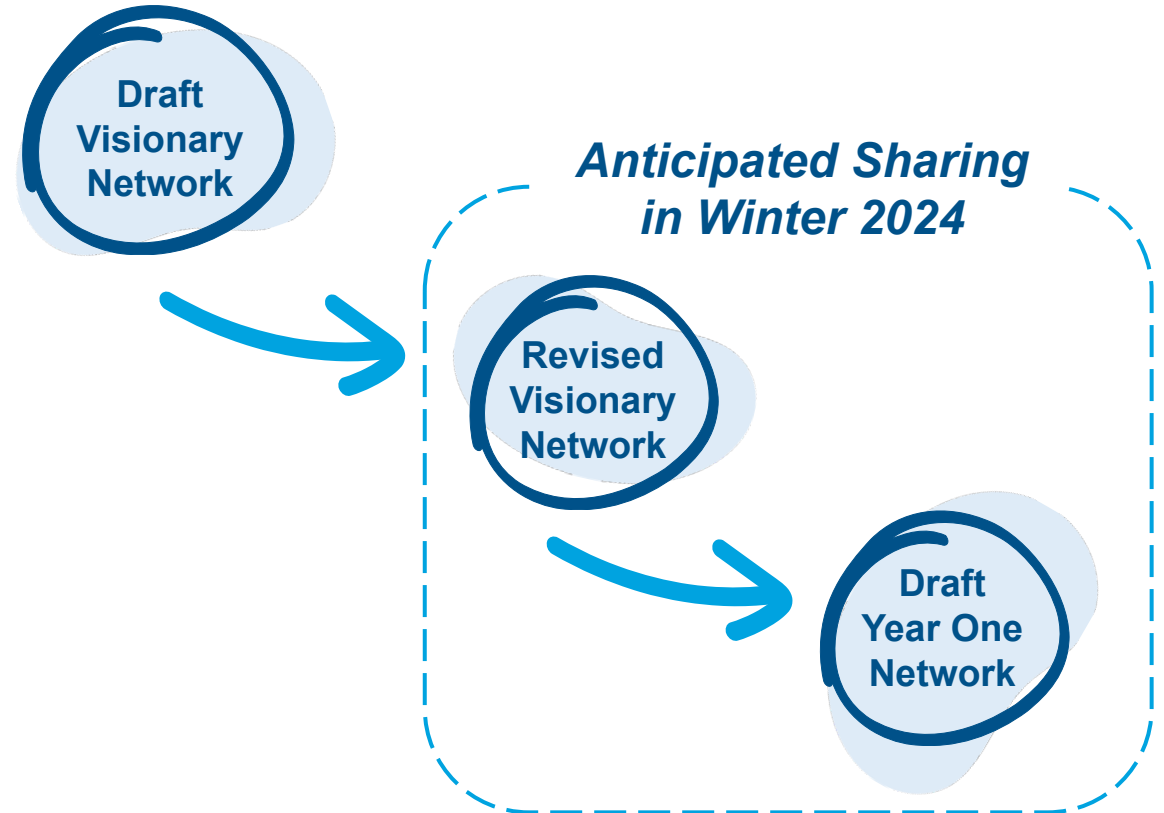 Draft
Visionary
Network
Anticipated Sharing
in Winter 2024
Revised
Visionary
Network
Draft
Year One
Network